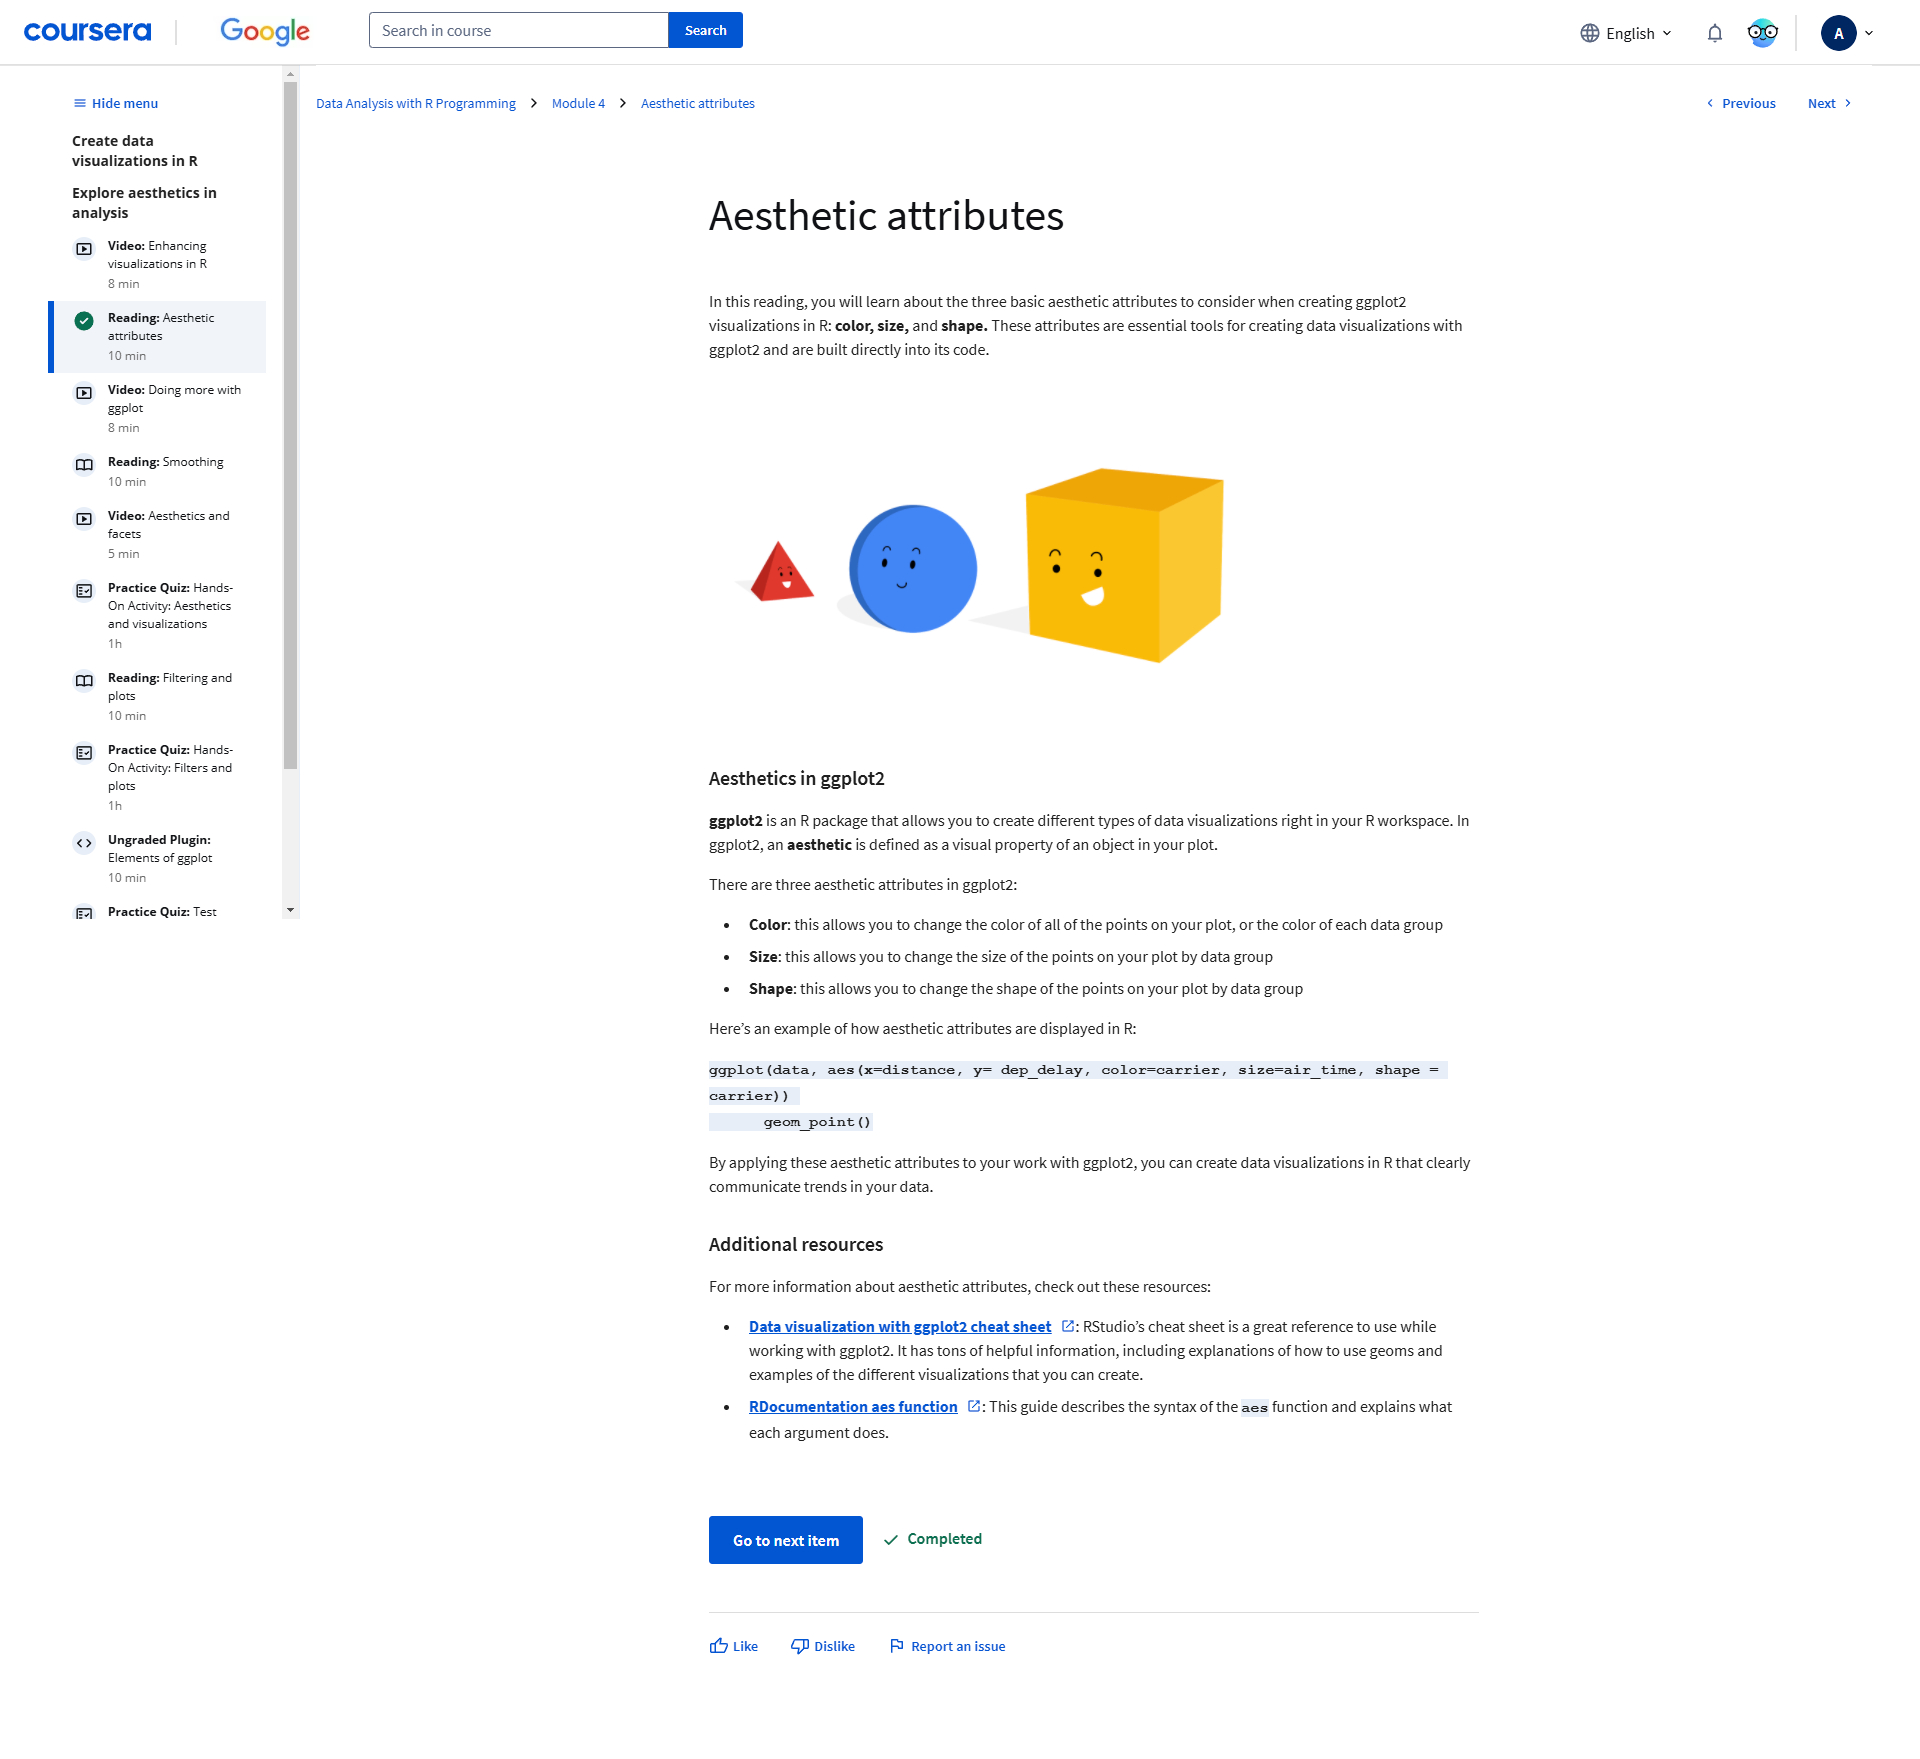 coursera
Google
Search in course
Search
English
A
Hide menu
Create data
visualizations in R
Explore aesthetics in
analysis
Video: Enhancing
visualizations in R
8 min
Reading: Aesthetic
attributes
10 min
Video: Doing more with
ggplot
8 min
Reading: Smoothing
10 min
Video: Aesthetics and
facets
5 min
Practice Quiz: Hands-
On Activity: Aesthetics
and visualizations
1h
Reading: Filtering and
plots
10 min
Practice Quiz: Hands-
On Activity: Filters and
plots
1h
Ungraded Plugin:
Elements of ggplot
10 min
Practice Quiz: Test
Data Analysis with R Programming > Module 4 > Aesthetic attributes
< Previous
Next >
Aesthetic attributes
In this reading, you will learn about the three basic aesthetic attributes to consider when creating ggplot2
visualizations in R: color, size, and shape. These attributes are essential tools for creating data visualizations with
ggplot2 and are built directly into its code.
Aesthetics in ggplot2
ggplot2 is an R package that allows you to create different types of data visualizations right in your R workspace. In
ggplot2, an aesthetic is defined as a visual property of an object in your plot.
There are three aesthetic attributes in ggplot2:
• Color: this allows you to change the color of all of the points on your plot, or the color of each data group
• Size: this allows you to change the size of the points on your plot by data group
• Shape: this allows you to change the shape of the points on your plot by data group
Here’s an example of how aesthetic attributes are displayed in R:
ggplot(data, aes(x=distance, y= dep_delay, color=carrier, size=air_time, shape =
carrier))
geom_point()
By applying these aesthetic attributes to your work with ggplot2, you can create data visualizations in R that clearly
communicate trends in your data.
Additional resources
For more information about aesthetic attributes, check out these resources:
• Data visualization with ggplot2 cheat sheet : RStudio’s cheat sheet is a great reference to use while
working with ggplot2. It has tons of helpful information, including explanations of how to use geoms and
examples of the different visualizations that you can create.
• RDocumentation aes function : This guide describes the syntax of the aes function and explains what
each argument does.
Go to next item
Completed
Like
Dislike
Report an issue